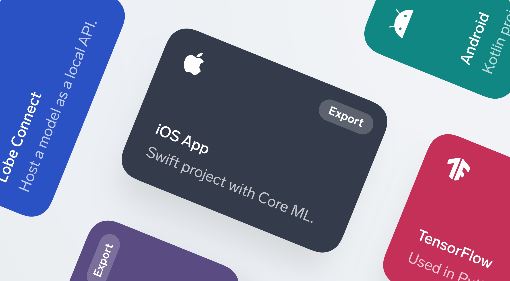 Lobe Connect
Host a model as a local API.
Export
iOS App
Swift project with Core ML.
Android
Kotlin
TensorFlow
Used in
Export